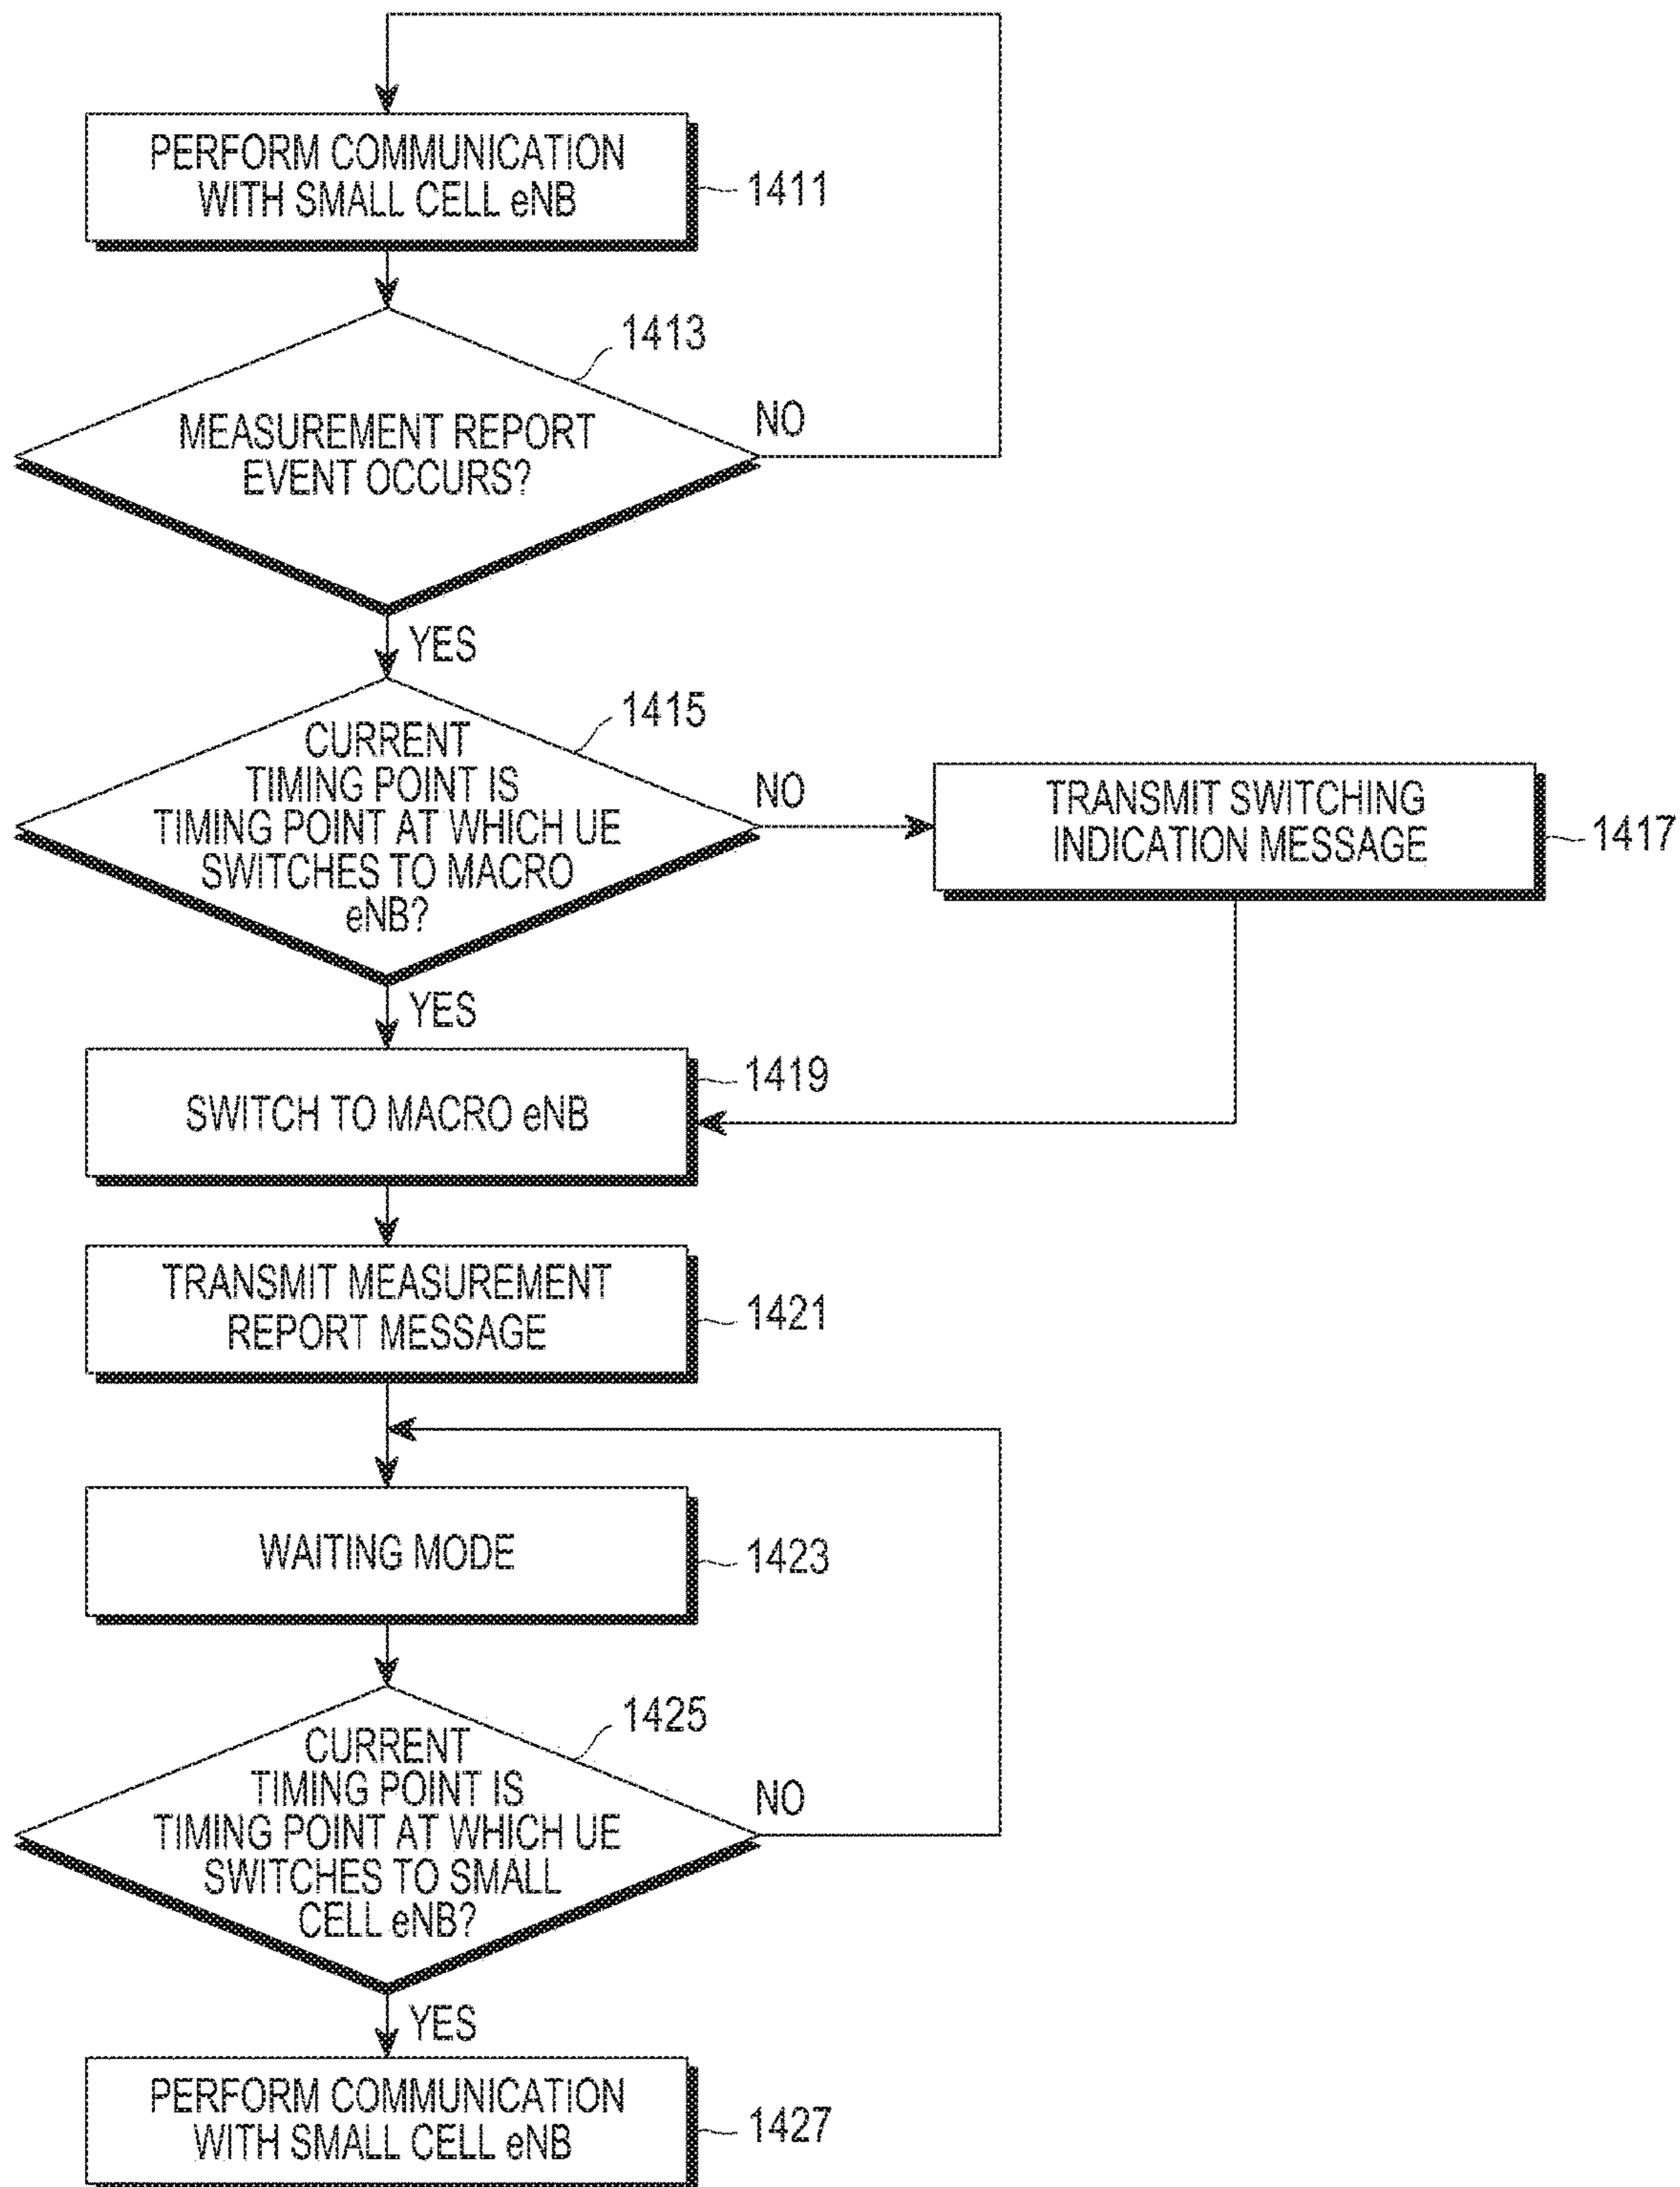 PERFORM COMMUNICATION
WITH SMALL CELL eNB
1411
1413
MEASUREMENT REPORT
EVENT OCCURS?
NO
YES
1415
CURRENT
TIMING POINT IS
TIMING POINT AT WHICH UE
SWITCHES TO MACRO
eNB?
NO
TRANSMIT SWITCHING
INDICATION MESSAGE
1417
YES
SWITCH TO MACRO eNB
1419
TRANSMIT MEASUREMENT
REPORT MESSAGE
1421
WAITING MODE
1423
1425
CURRENT
TIMING POINT IS
TIMING POINT AT WHICH UE
SWITCHES TO SMALL
CELL eNB?
NO
YES
PERFORM COMMUNICATION
WITH SMALL CELL eNB
1427